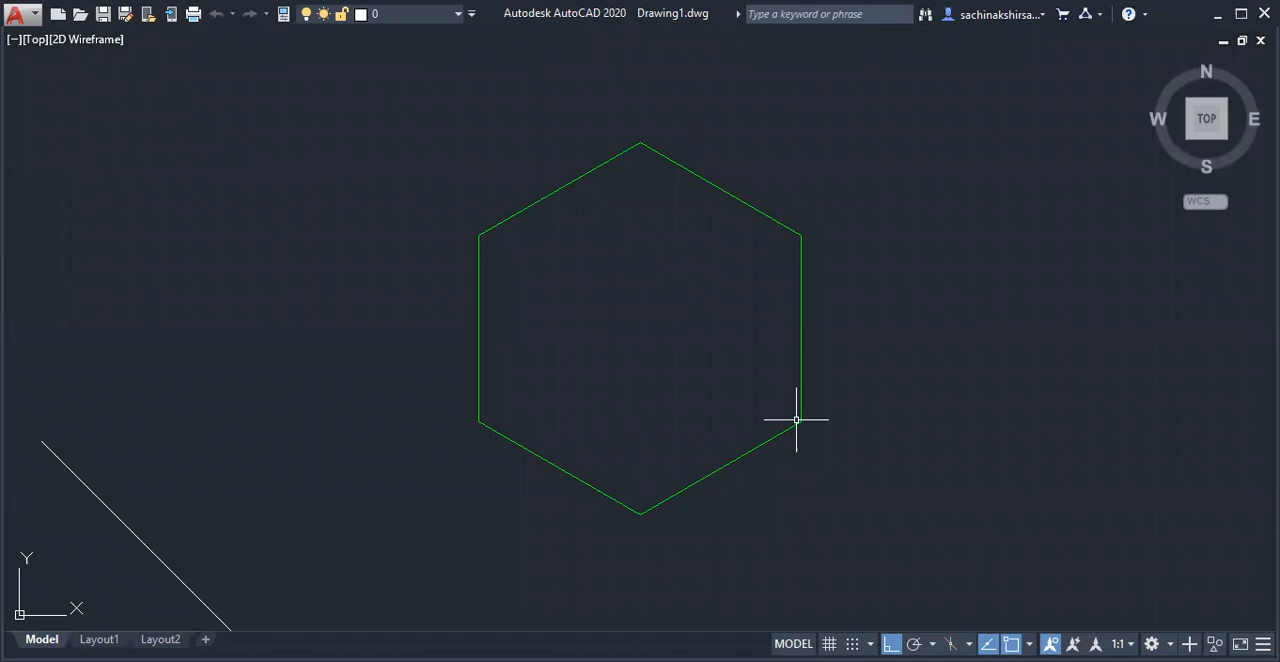 0 Autodesk AutoCAD 2020 Drawing1.dwg Type a keyword or phrase sachinakshirsa...
[−][Top][2D Wireframe]
N
W TOP E
S
WCS
Y
X
Model Layout1 Layout2 +
MODEL 1:1